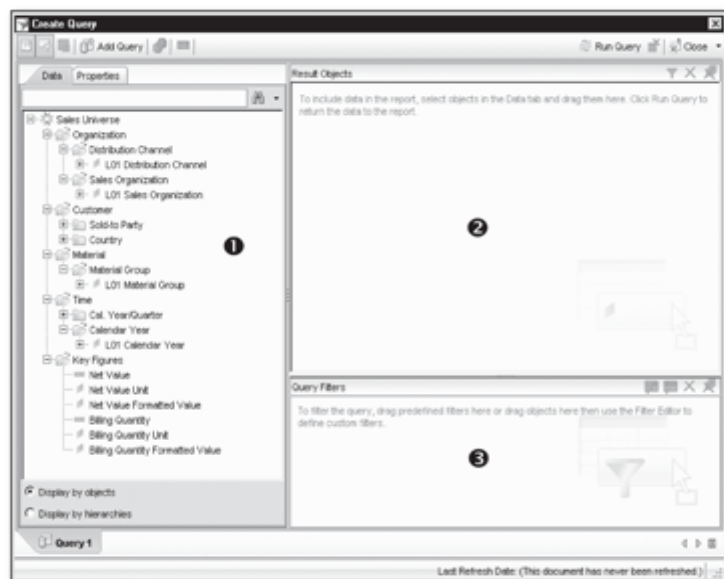 Create Query
Add Query
Run Query
Close
Data Properties
Sales Universe
Organization
Distribution Channel
L01 Distribution Channel
Sales Organization
L01 Sales Organization
Customer
Sold-to Party
Country
Material
Material Group
L01 Material Group
Time
Cal. Year/Quarter
Calendar Year
L01 Calendar Year
Key Figures
Net Value
Net Value Unit
Net Value Formatted Value
Billing Quantity
Billing Quantity Unit
Billing Quantity Formatted Value
❶
Display by objects
Display by hierarchies
Result Objects
To include data in the report, select objects in the Data tab and drag them here. Click Run Query to
return the data to the report.
❷
Query Filters
To filter the query, drag predefined filters here or drag objects here then use the Filter Editor to
define custom filters.
❸
Query 1
Last Refresh Date: (This document has never been refreshed.)